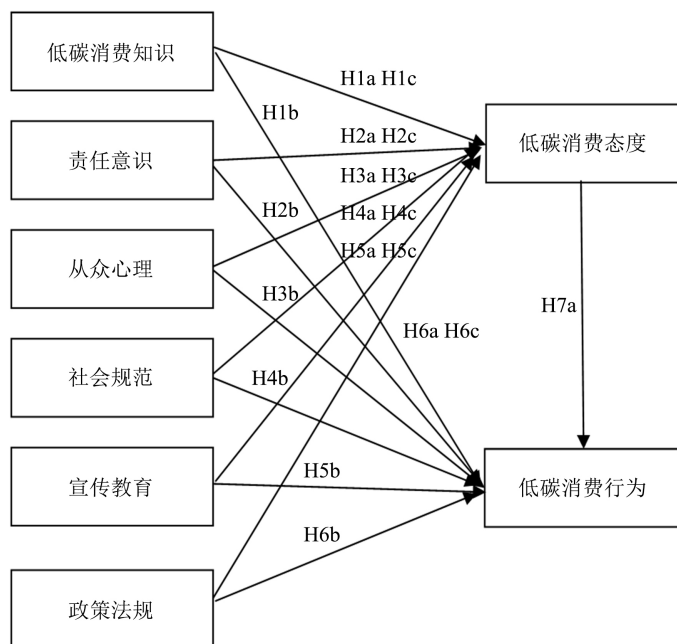 低碳消费知识
H1a H1c
H1b
责任意识
H2a H2c
低碳消费态度
H3a H3c
H2b
H4a H4c
从众心理
H5a H5c
H3b
H7a
H6a H6c
社会规范
H4b
H5b
宣传教育
低碳消费行为
H6b
政策法规